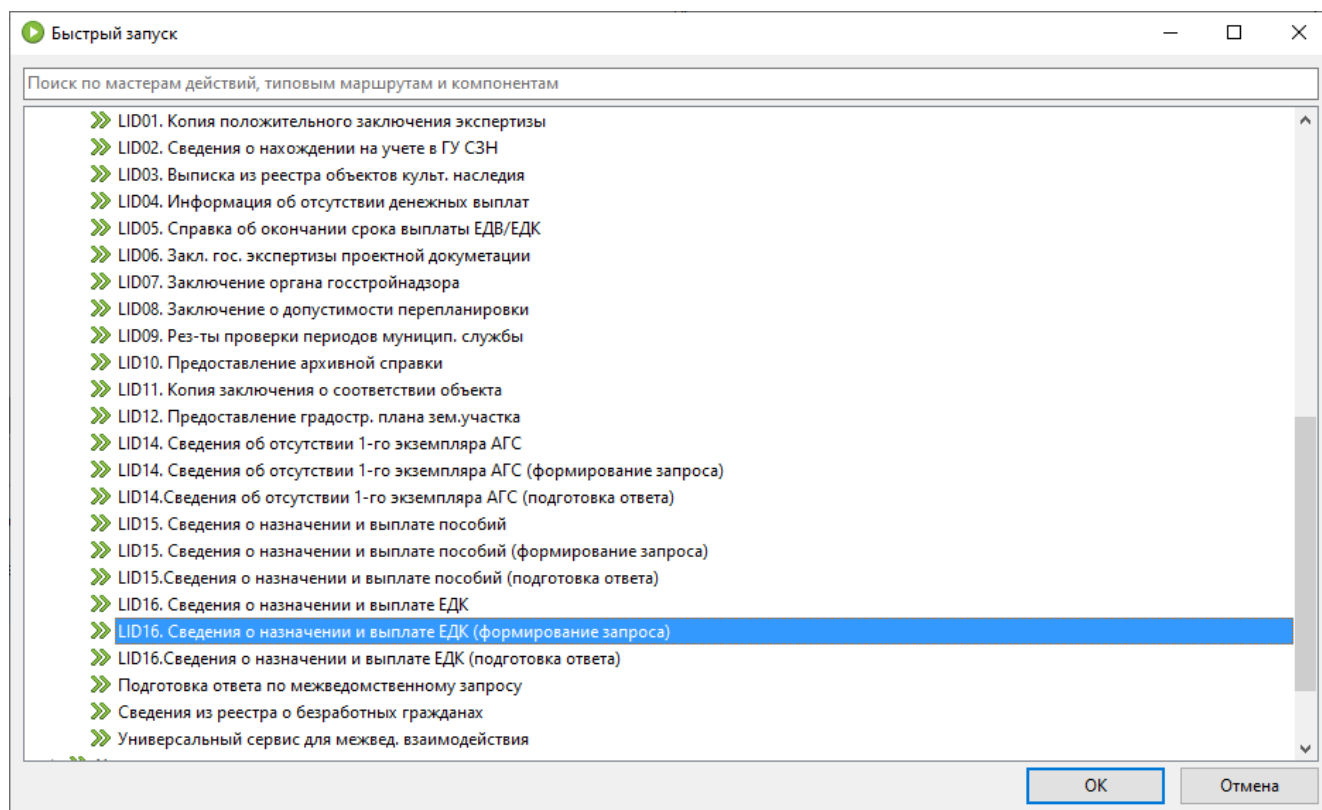 Быстрый запуск
Поиск по мастерам действий, типовым маршрутам и компонентам
LID01. Копия положительного заключения экспертизы
LID02. Сведения о нахождении на учете в ГУ СЗН
LID03. Выписка из реестра объектов культ. наследия
LID04. Информация об отсутствии денежных выплат
LID05. Справка об окончании срока выплаты ЕДВ/ЕДК
LID06. Закл. гос. экспертизы проектной докуметации
LID07. Заключение органа госстройнадзора
LID08. Заключение о допустимости перепланировки
LID09. Рез-ты проверки периодов муницип. службы
LID10. Предоставление архивной справки
LID11. Копия заключения о соответствии объекта
LID12. Предоставление градостр. плана зем.участка
LID14. Сведения об отсутствии 1-го экземпляра АГС
LID14. Сведения об отсутствии 1-го экземпляра АГС (формирование запроса)
LID14.Сведения об отсутствии 1-го экземпляра АГС (подготовка ответа)
LID15. Сведения о назначении и выплате пособий
LID15. Сведения о назначении и выплате пособий (формирование запроса)
LID15.Сведения о назначении и выплате пособий (подготовка ответа)
LID16. Сведения о назначении и выплате ЕДК
LID16. Сведения о назначении и выплате ЕДК (формирование запроса)
LID16.Сведения о назначении и выплате ЕДК (подготовка ответа)
Подготовка ответа по межведомственному запросу
Сведения из реестра о безработных гражданах
Универсальный сервис для межвед. взаимодействия
ОК Отмена